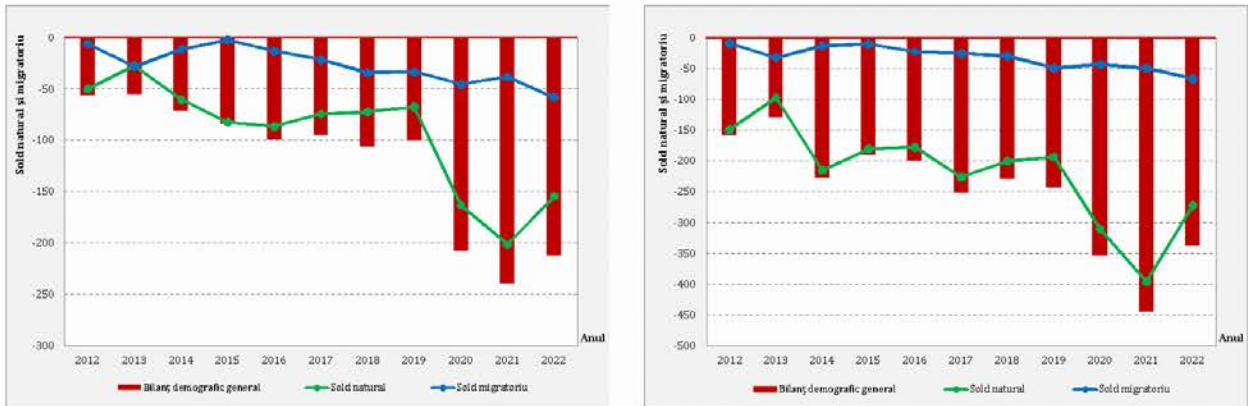 Sold natural și migratoriu
0
-50
-100
-150
-200
-250
-300
Anul
2012 2013 2014 2015 2016 2017 2018 2019 2020 2021 2022
Bilanț demografic general Sold natural Sold migratoriu
Sold natural și migratoriu
0
-50
-100
-150
-200
-250
-300
-350
-400
-450
-500
Anul
2012 2013 2014 2015 2016 2017 2018 2019 2020 2021 2022
Bilanț demografic general Sold natural Sold migratoriu